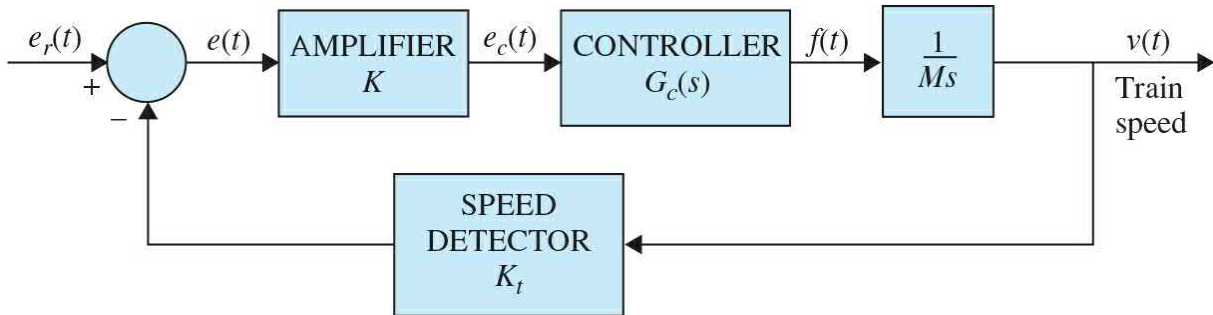 e_r(t)
+
−
e(t)
AMPLIFIER
K
e_c(t)
CONTROLLER
G_c(s)
f(t)
1
Ms
v(t)
Train
speed
SPEED
DETECTOR
K_t